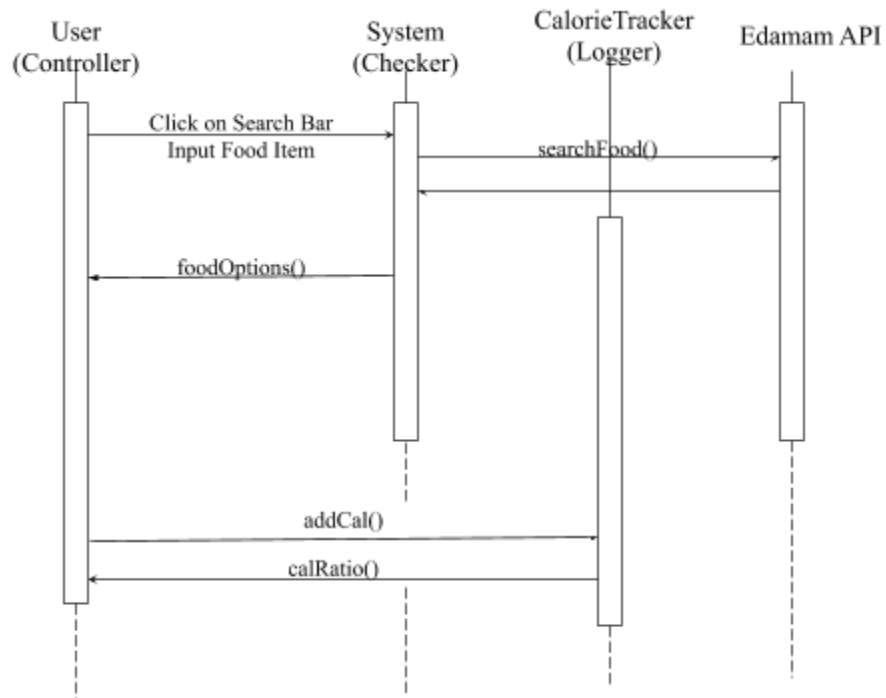 User
(Controller)
System
(Checker)
CalorieTracker
(Logger)
Edamam API
Click on Search Bar
Input Food Item
searchFood()
foodOptions()
addCal()
calRatio()